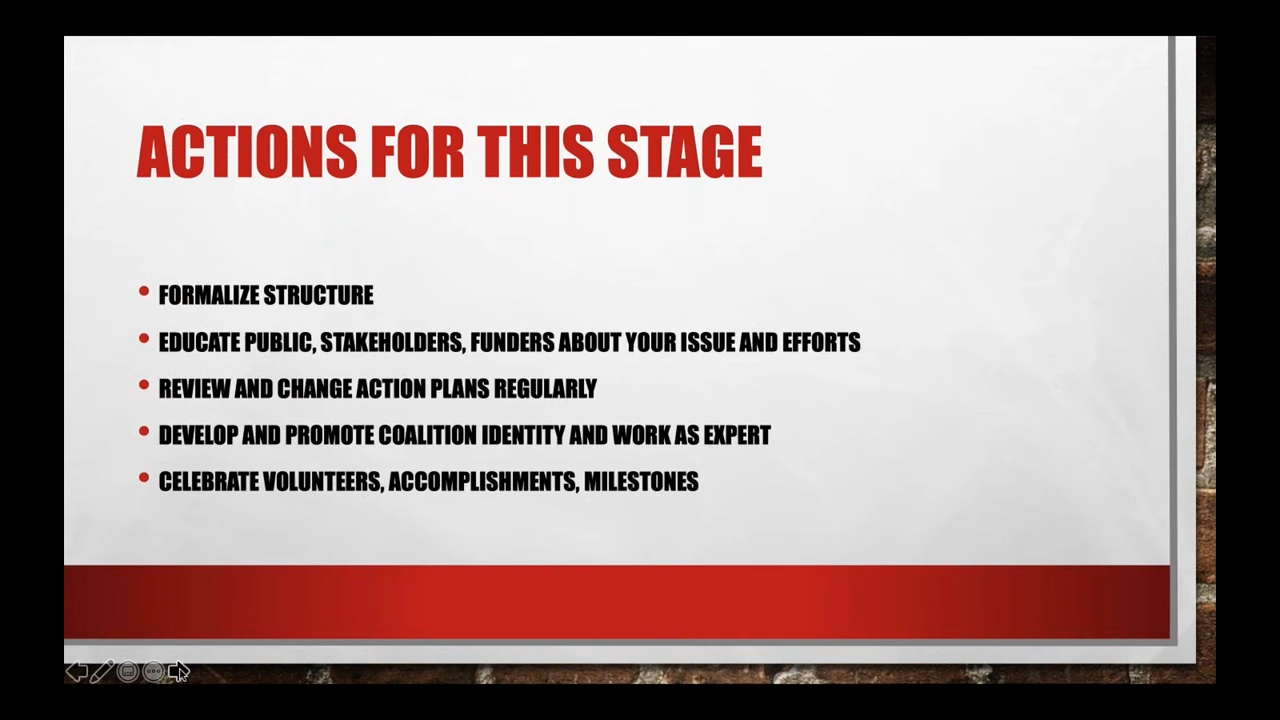 ACTIONS FOR THIS STAGE
• FORMALIZE STRUCTURE
• EDUCATE PUBLIC, STAKEHOLDERS, FUNDERS ABOUT YOUR ISSUE AND EFFORTS
• REVIEW AND CHANGE ACTION PLANS REGULARLY
• DEVELOP AND PROMOTE COALITION IDENTITY AND WORK AS EXPERT
• CELEBRATE VOLUNTEERS, ACCOMPLISHMENTS, MILESTONES